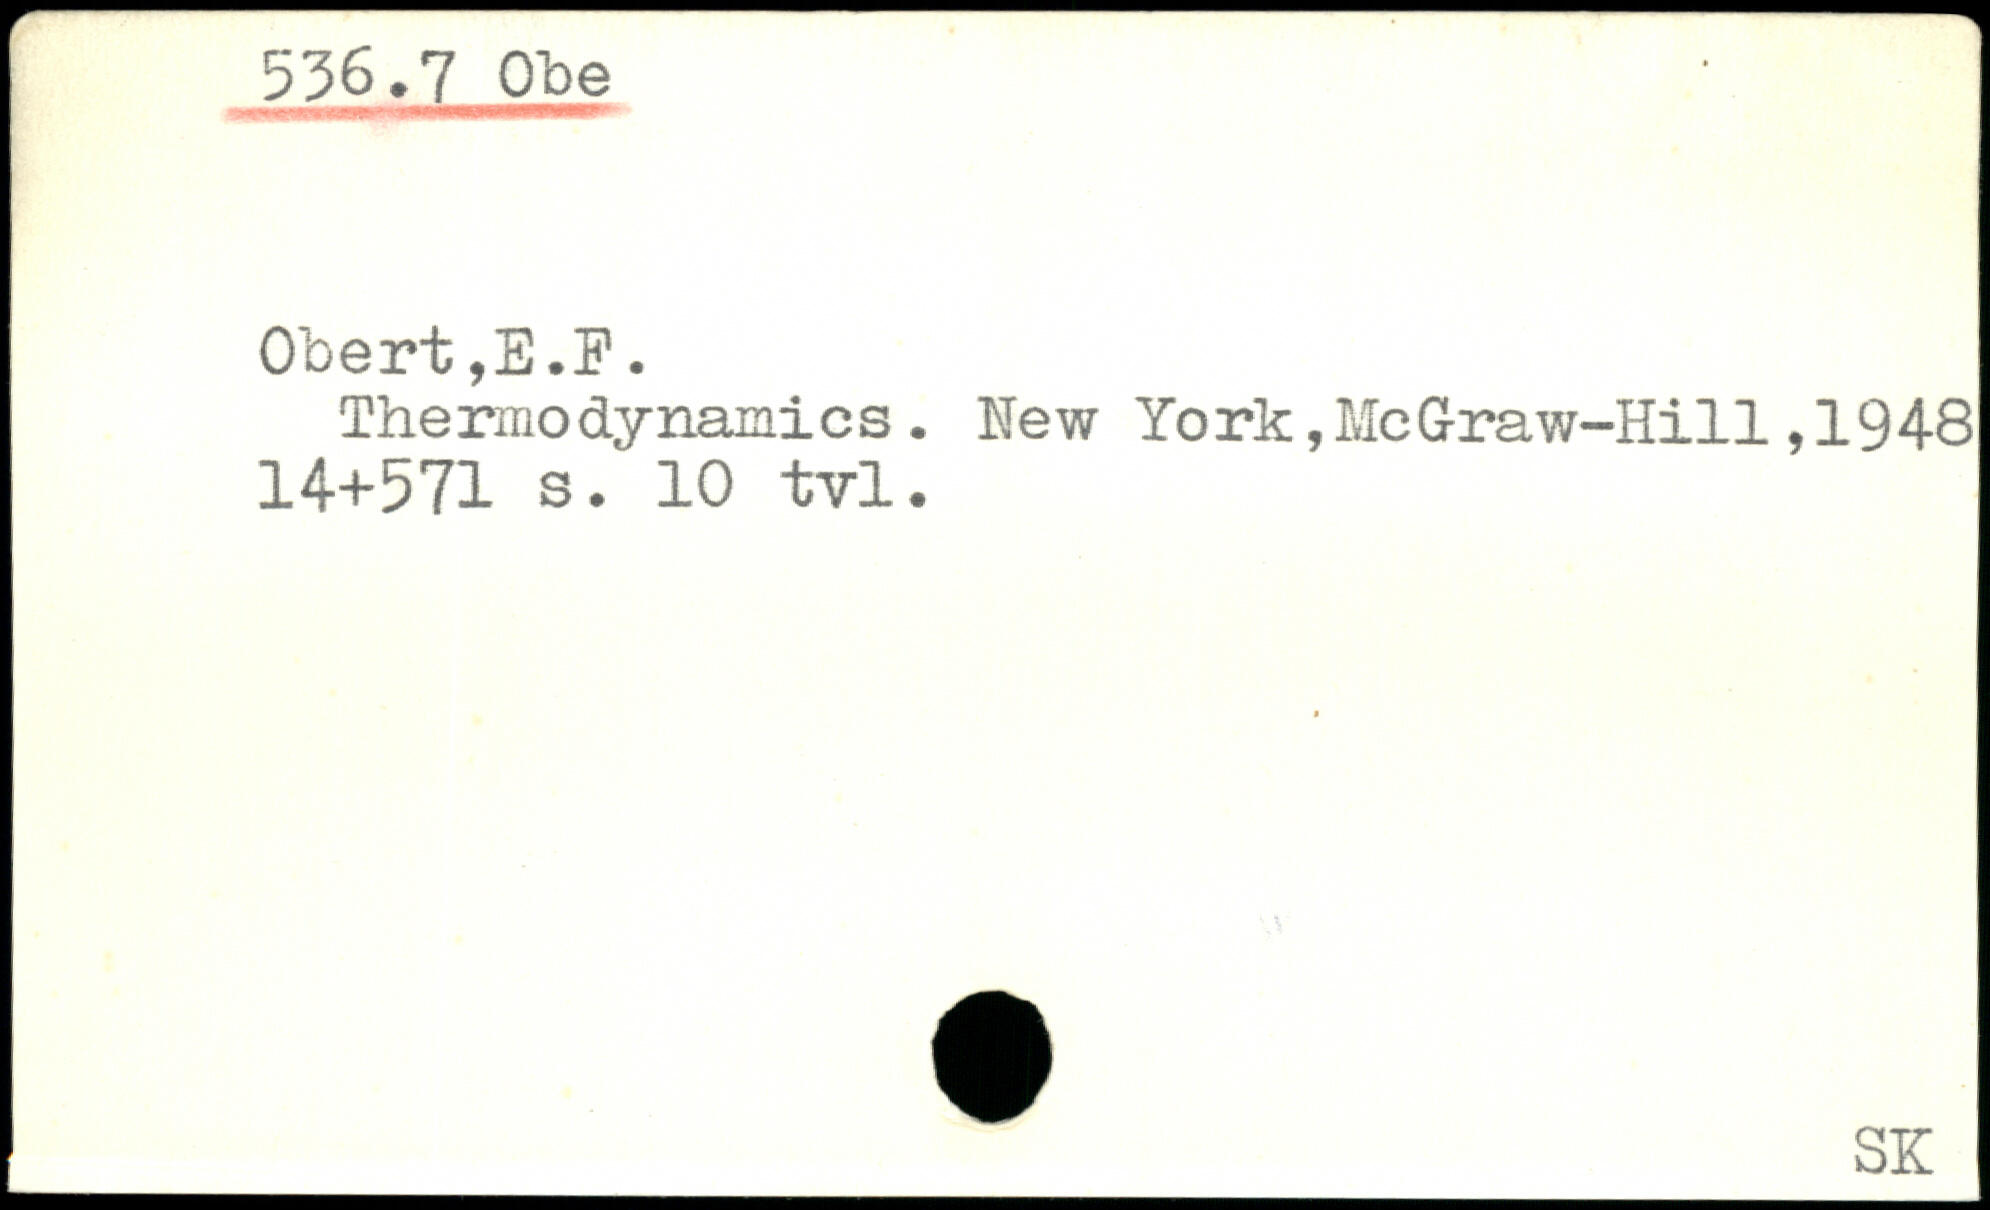 536.7 Obe
Obert,E.F.
Thermodynamics. New York,McGraw-Hill,1948
14+571 s. 10 tvl.
SK